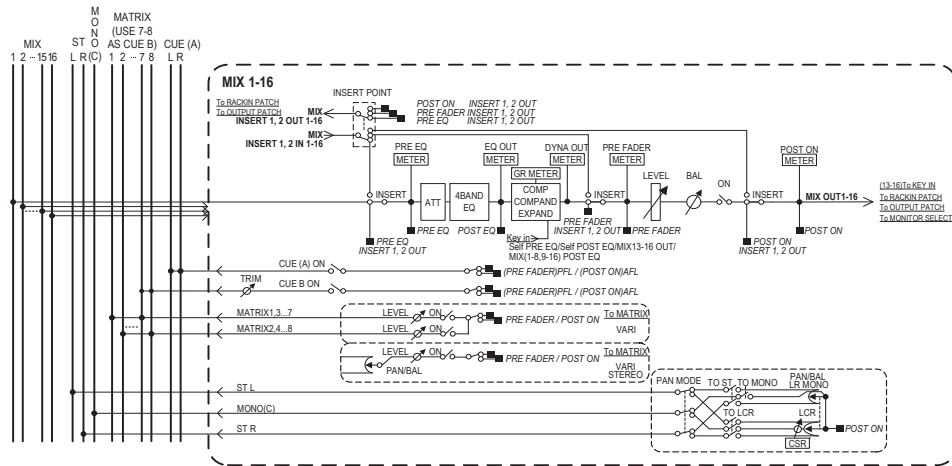 MONO(C)
MATRIX
(USE 7-8
AS CUE B)
CUE (A)
MIX
ST
1 2 ··· 1516
L R
1 2 ··· 7 8
L R
MIX 1-16
INSERT POINT
To RACKIN PATCH
To OUTPUT PATCH
MIX
INSERT 1, 2 OUT 1-16
POST ON INSERT 1, 2 OUT
PRE FADER INSERT 1, 2 OUT
PRE EQ INSERT 1, 2 OUT
MIX
INSERT 1, 2 IN 1-16
PRE EQ
METER
EQ OUT
METER
DYNA OUT
METER
PRE FADER
METER
POST ON
METER
GR METER
LEVEL
BAL
ON
INSERT
ATT
4BAND
EQ
COMP
COMPAND
EXPAND
INSERT
INSERT
MIX OUT1-16
(13-16)To KEY IN
To RACKIN PATCH
To OUTPUT PATCH
To MONITOR SELECT
PRE EQ
INSERT 1, 2 OUT
PRE EQ
POST EQ
Key in
Self PRE EQ/Self POST EQ/MIX13-16 OUT/
MIX(1-8,9-16) POST EQ
PRE FADER
INSERT 1, 2 OUT
PRE FADER
POST ON
INSERT 1, 2 OUT
POST ON
CUE (A) ON
(PRE FADER)PFL / (POST ON)AFL
TRIM
CUE B ON
(PRE FADER)PFL / (POST ON)AFL
MATRIX1,3...7
LEVEL
ON
PRE FADER / POST ON
To MATRIX
MATRIX2,4...8
LEVEL
ON
VARI
LEVEL
ON
PAN/BAL
PRE FADER / POST ON
To MATRIX
VARI
STEREO
ST L
MONO(C)
ST R
PAN MODE
TO ST
TO MONO
PAN/BAL
LR MONO
TO LCR
LCR
CSR
POST ON